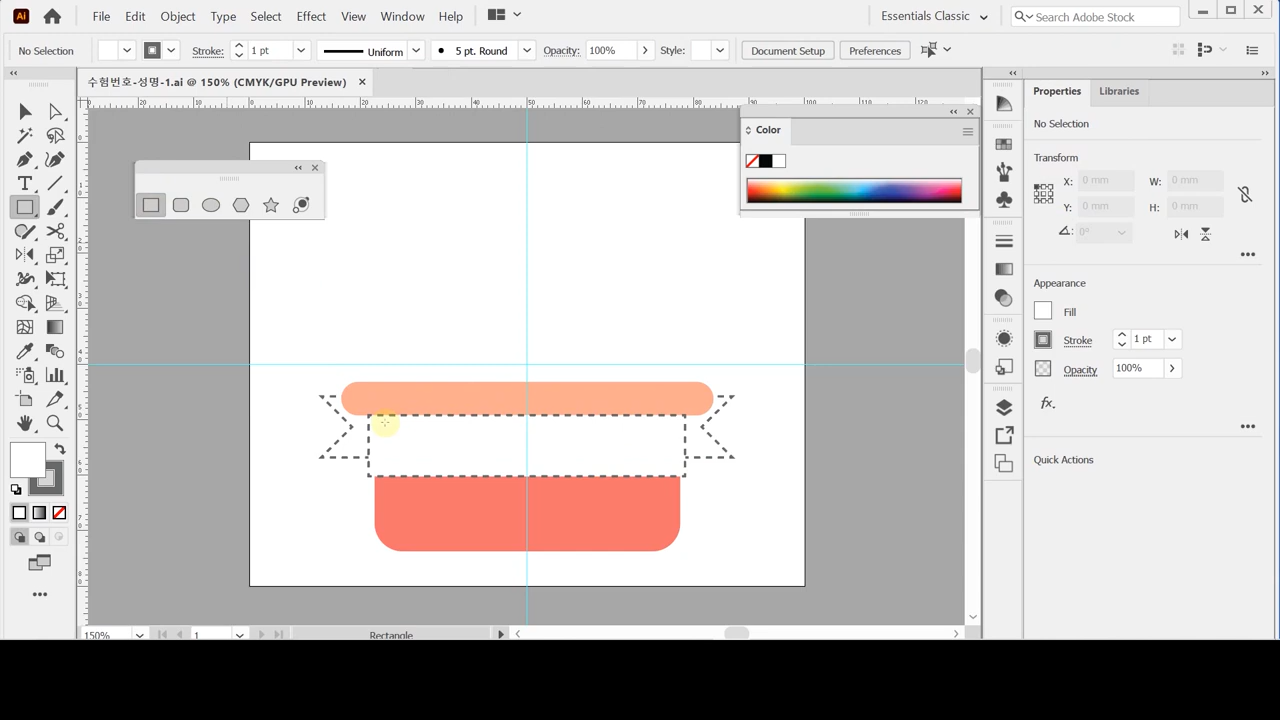 Ai File Edit Object Type Select Effect View Window Help Essentials Classic Search Adobe Stock
No Selection Stroke: 1 pt Uniform 5 pt. Round Opacity: 100% Style: Document Setup Preferences
수험번호-성명-1.ai @ 150% (CMYK/GPU Preview)
Properties Libraries
Color
No Selection
Transform
X: 0 mm W: 0 mm
Y: 0 mm H: 0 mm
0°
Appearance
Fill
Stroke 1 pt
Opacity 100%
fx.
Quick Actions
150% 1 Rectangle